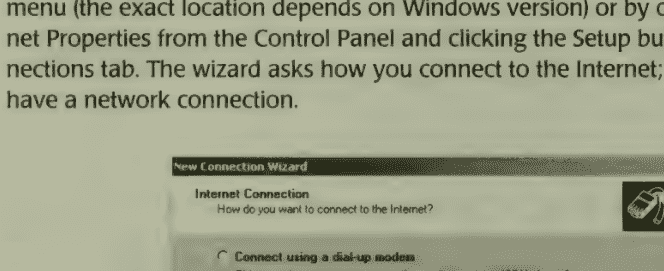 menu (the exact location depends on Windows version) or by
net Properties from the Control Panel and clicking the Setup
nections tab. The wizard asks how you connect to the Internet;
have a network connection.
New Connection Wizard
Internet Connection
How do you want to connect to the Internet?
Connect using a dial-up modem